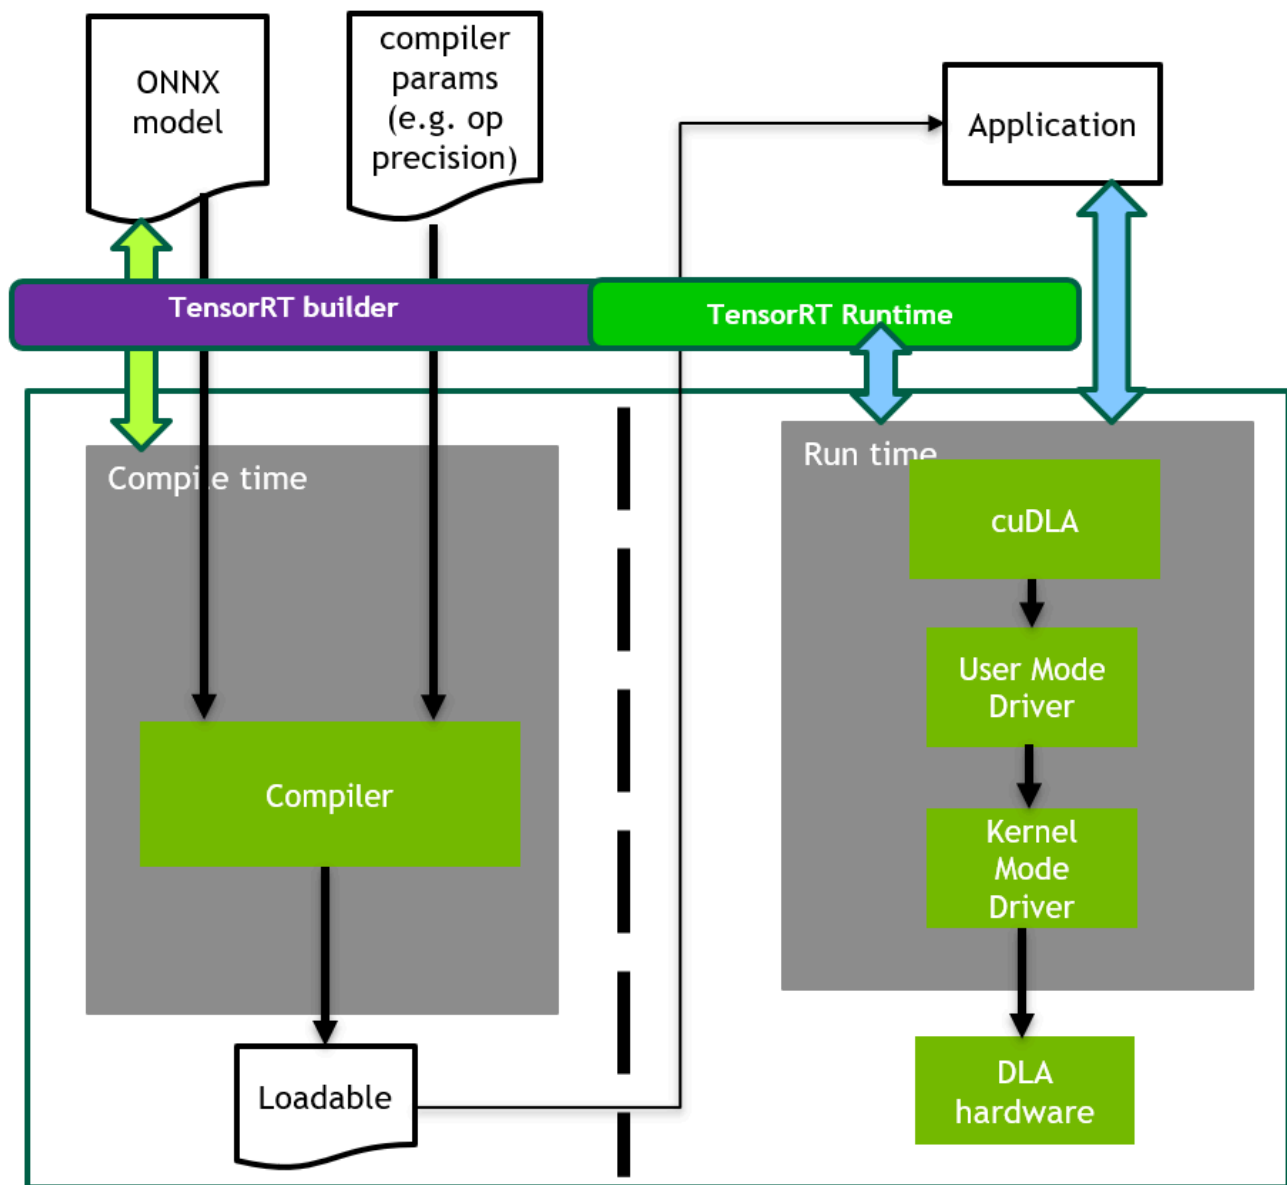 ONNX
model
compiler
params
(e.g. op
precision)
Application
TensorRT builder
TensorRT Runtime
Compile time
Run time
cuDLA
User Mode
Driver
Compiler
Kernel
Mode
Driver
Loadable
DLA
hardware